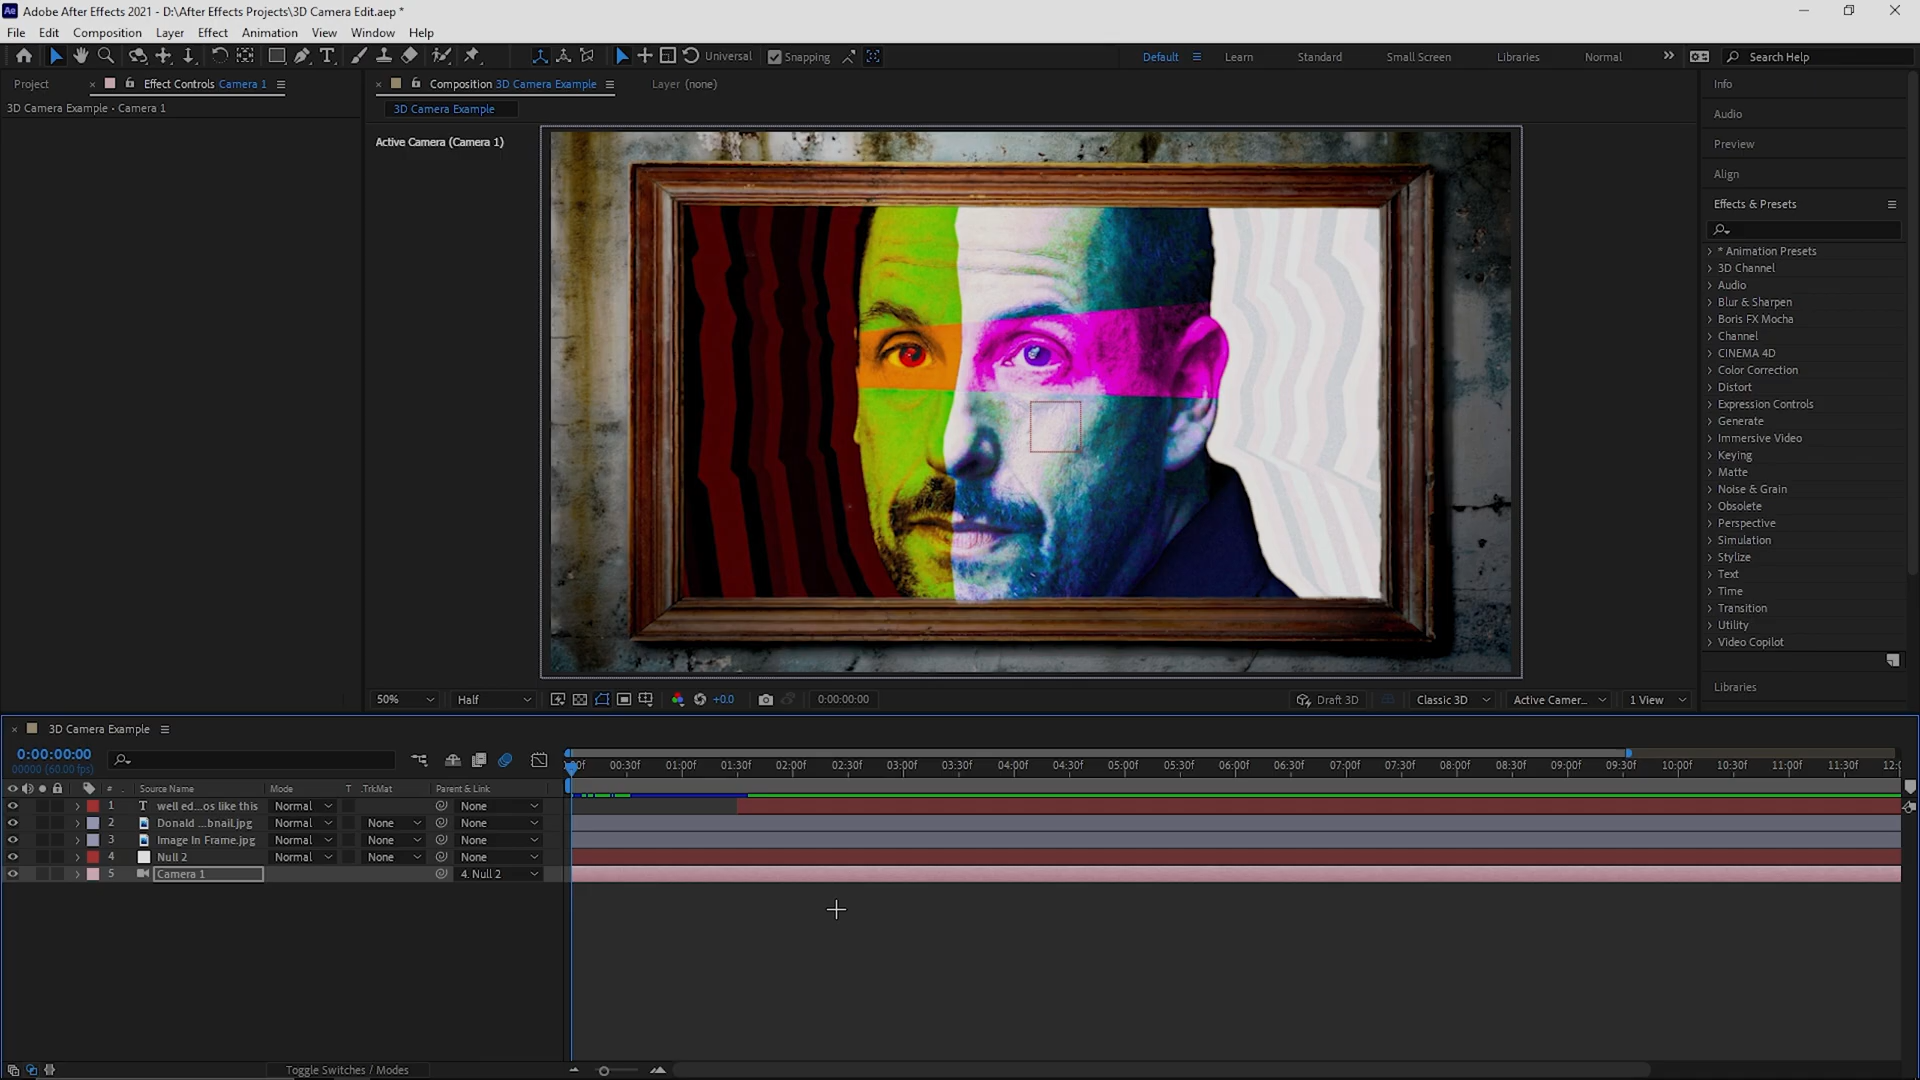 Ae Adobe After Effects 2021 - D:\After Effects Projects\3D Camera Edit.aep *
File Edit Composition Layer Effect Animation View Window Help
Universal Snapping Default Learn Standard Small Screen Libraries Normal Search Help
Project Effect Controls Camera 1 Composition 3D Camera Example Layer (none) Info
3D Camera Example • Camera 1 3D Camera Example
Active Camera (Camera 1)
Audio
Preview
Align
Effects & Presets
* Animation Presets
3D Channel
Audio
Blur & Sharpen
Boris FX Mocha
Channel
CINEMA 4D
Color Correction
Distort
Expression Controls
Generate
Immersive Video
Keying
Matte
Noise & Grain
Obsolete
Perspective
Simulation
Stylize
Text
Time
Transition
Utility
Video Copilot
Libraries
50% Half +0.0 0:00:00:00 Draft 3D Classic 3D Active Camer... 1 View
3D Camera Example
0:00:00:00
00000 (60.00 fps)
:00f 00:30f 01:00f 01:30f 02:00f 02:30f 03:00f 03:30f 04:00f 04:30f 05:00f 05:30f 06:00f 06:30f 07:00f 07:30f 08:00f 08:30f 09:00f 09:30f 10:00f 10:30f 11:00f 11:30f 12:0
# Source Name Mode T .TrkMat Parent & Link
1 T well ed...os like this Normal None
2 Donald ...bnail.jpg Normal None None
3 Image In Frame.jpg Normal None None
4 Null 2 Normal None None
5 Camera 1 4. Null 2
Toggle Switches / Modes